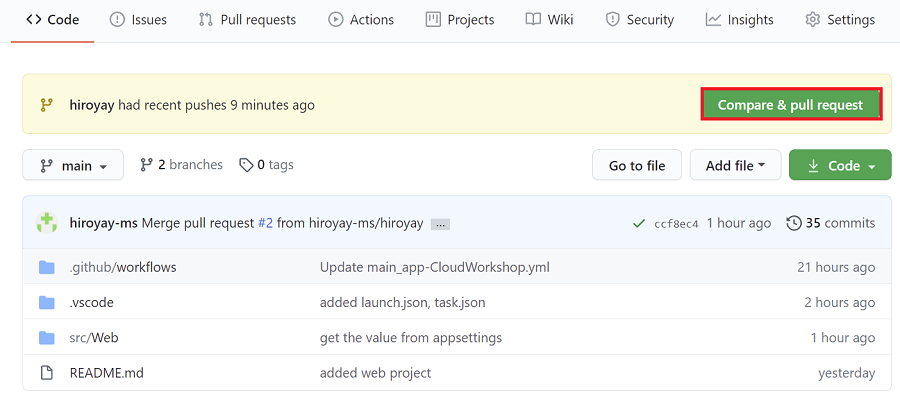 Code Issues Pull requests Actions Projects Wiki Security Insights Settings
hiroyay had recent pushes 9 minutes ago Compare & pull request
main 2 branches 0 tags Go to file Add file Code
hiroyay-ms Merge pull request #2 from hiroyay-ms/hiroyay ... ccf8ec4 1 hour ago 35 commits
.github/workflows Update main_app-CloudWorkshop.yml 21 hours ago
.vscode added launch.json, task.json 2 hours ago
src/Web get the value from appsettings 1 hour ago
README.md added web project yesterday